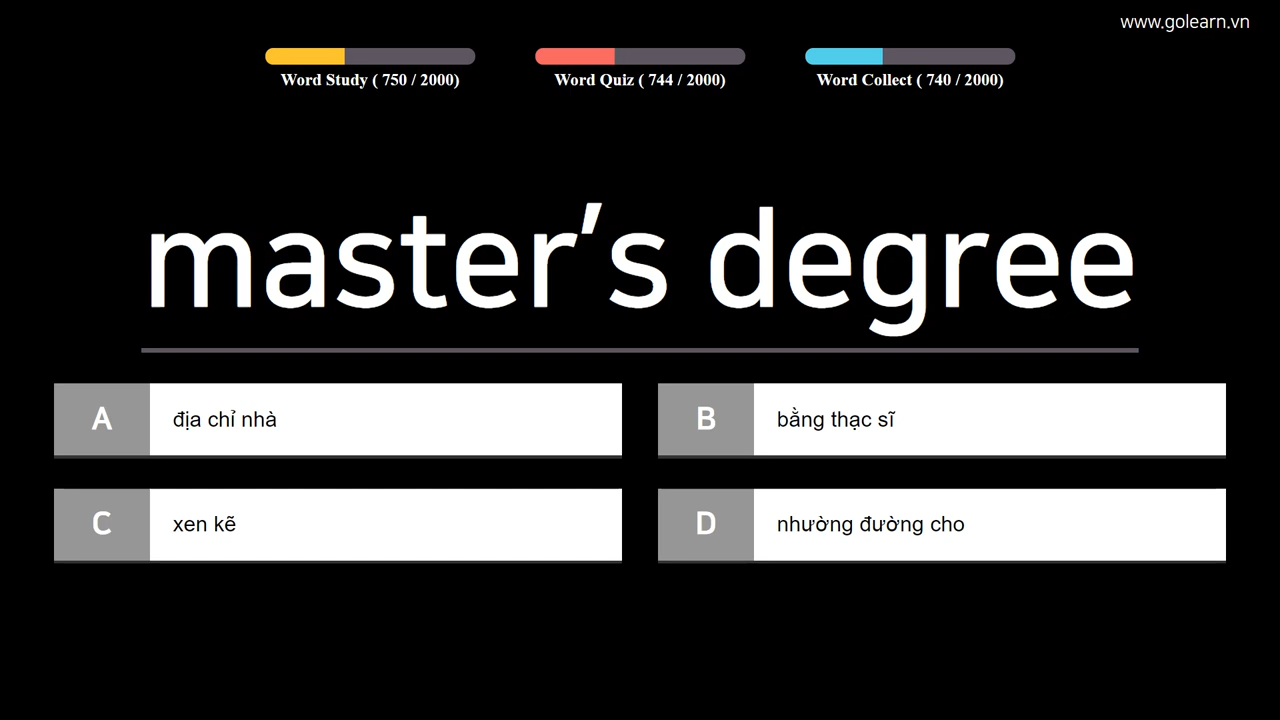 www.golearn.vn
Word Study ( 750 / 2000)
Word Quiz ( 744 / 2000)
Word Collect ( 740 / 2000)
master's degree
A địa chỉ nhà
B bằng thạc sĩ
C xen kẽ
D nhường đường cho